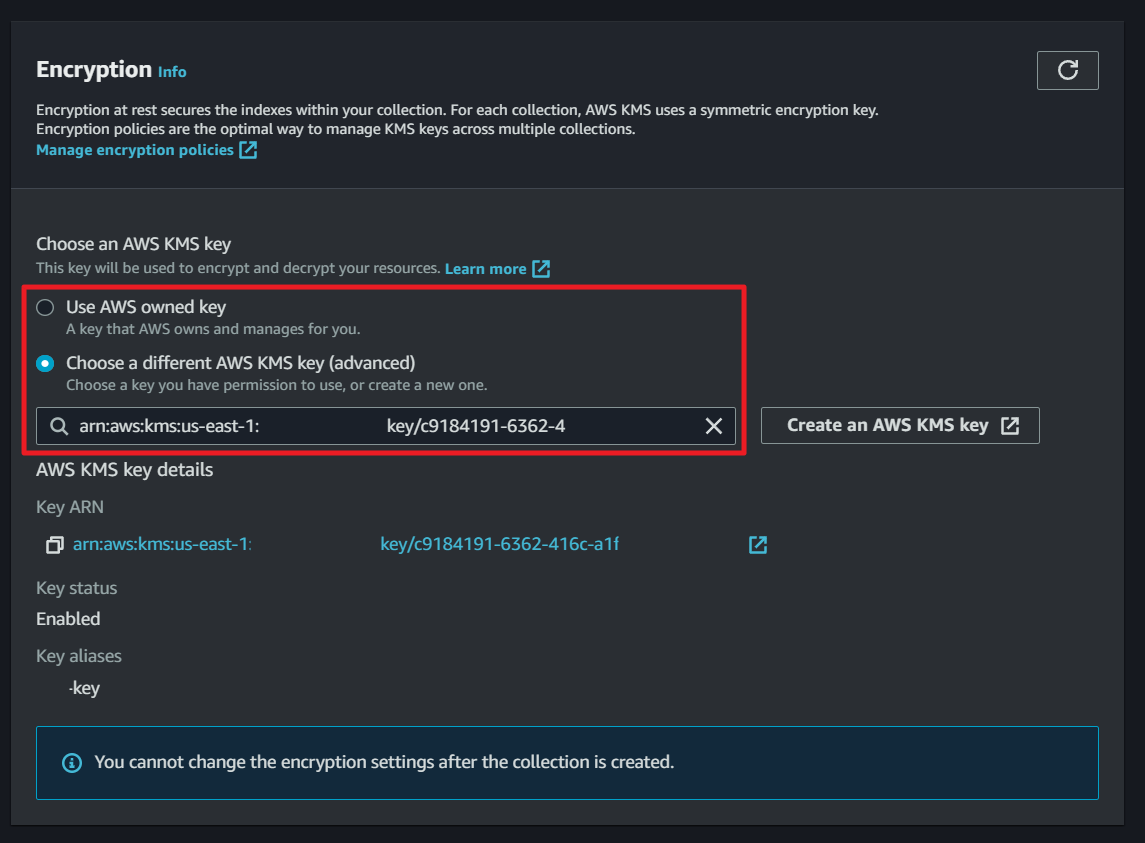 Encryption Info
Encryption at rest secures the indexes within your collection. For each collection, AWS KMS uses a symmetric encryption key.
Encryption policies are the optimal way to manage KMS keys across multiple collections.
Manage encryption policies
Choose an AWS KMS key
This key will be used to encrypt and decrypt your resources. Learn more
Use AWS owned key
A key that AWS owns and manages for you.
Choose a different AWS KMS key (advanced)
Choose a key you have permission to use, or create a new one.
arn:aws:kms:us-east-1: key/c9184191-6362-4
Create an AWS KMS key
AWS KMS key details
Key ARN
arn:aws:kms:us-east-1: key/c9184191-6362-416c-a1f
Key status
Enabled
Key aliases
-key
You cannot change the encryption settings after the collection is created.